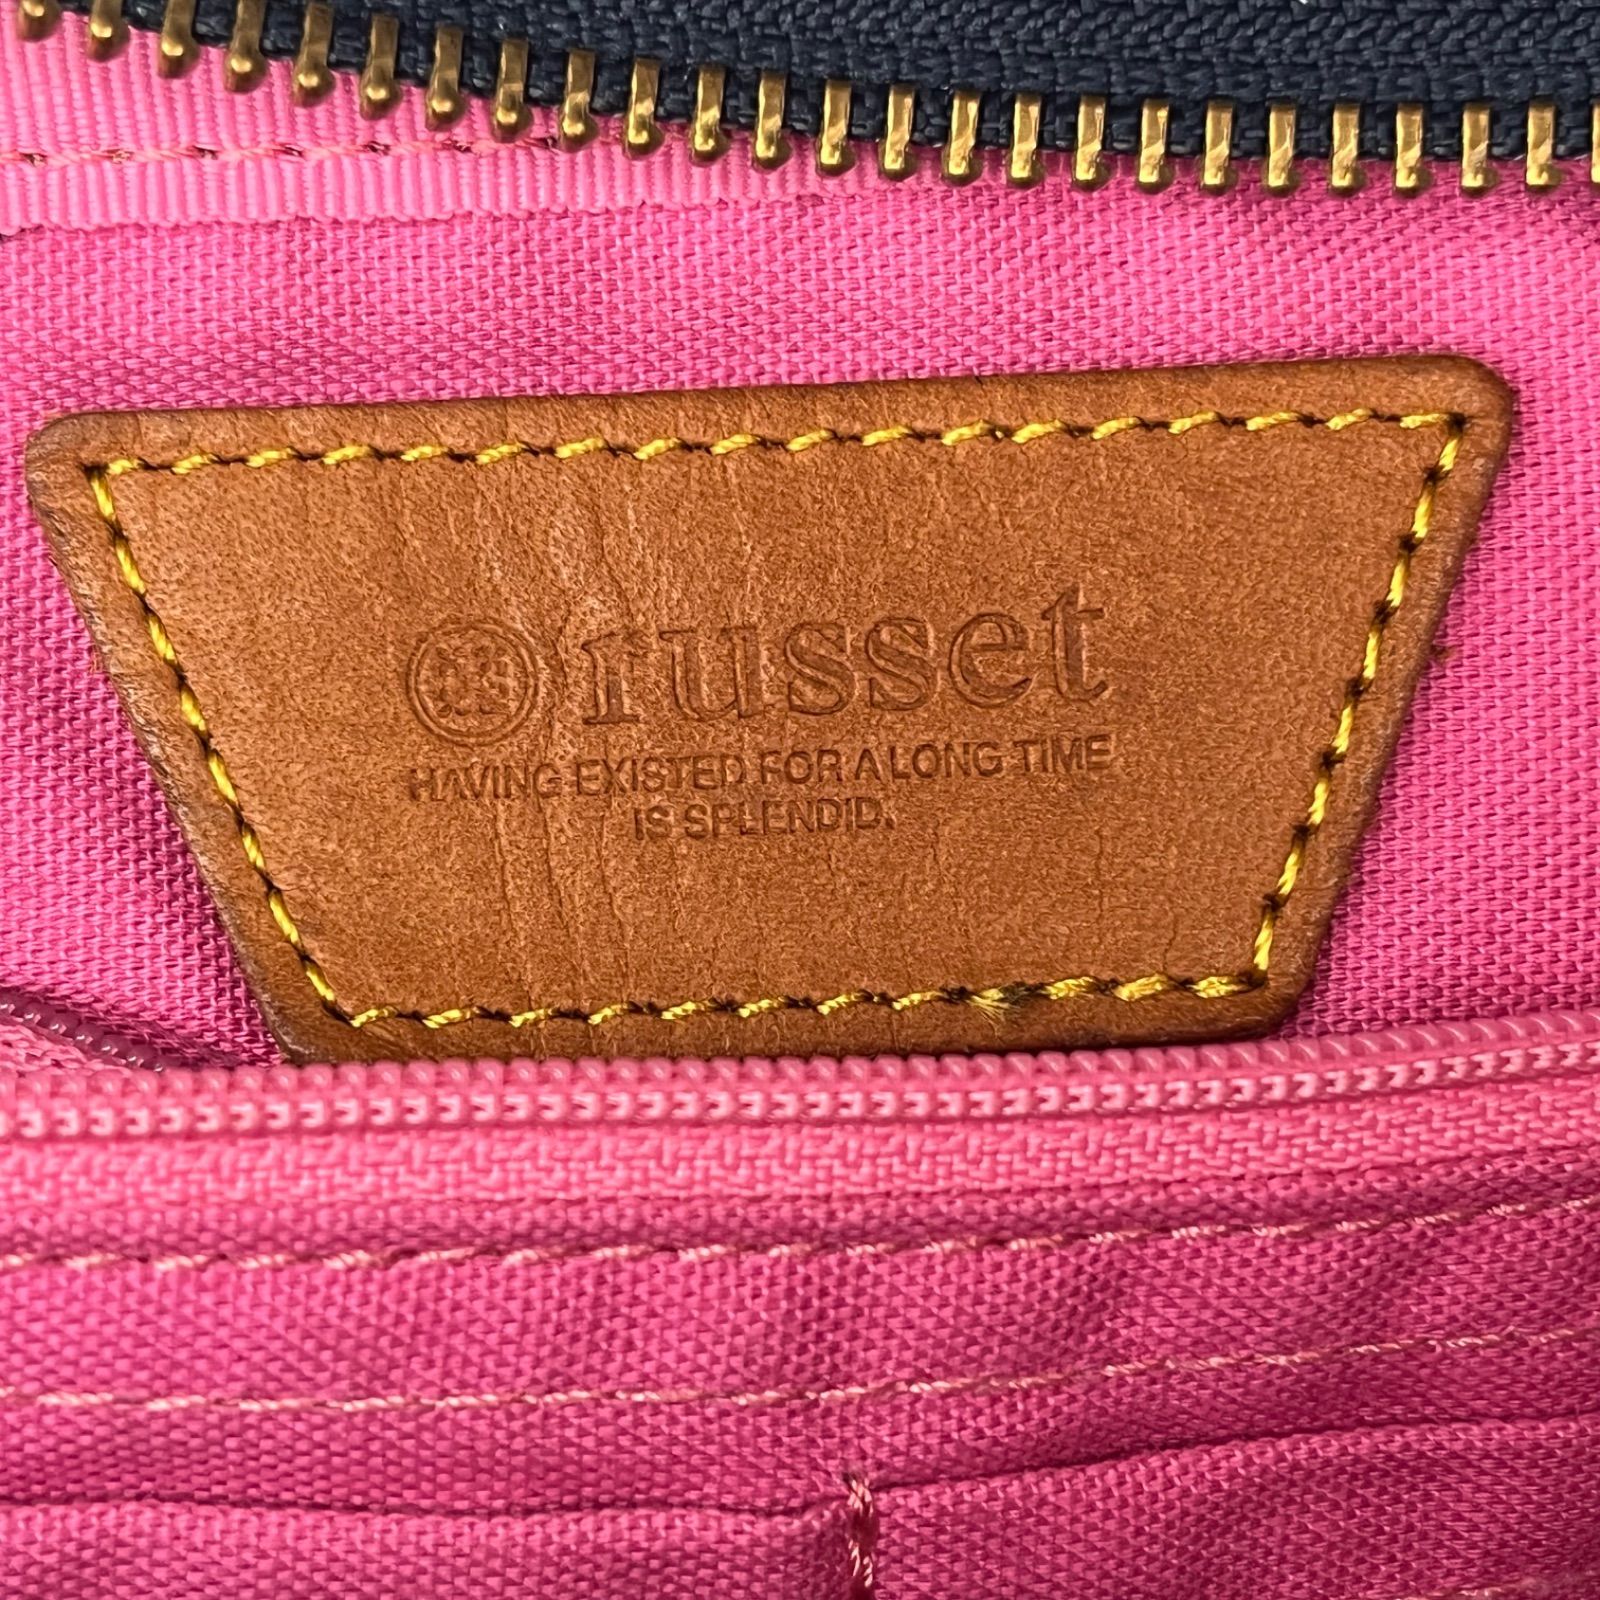 russet
HAVING EXISTED FOR A LONG TIME
IS SPLENDID.